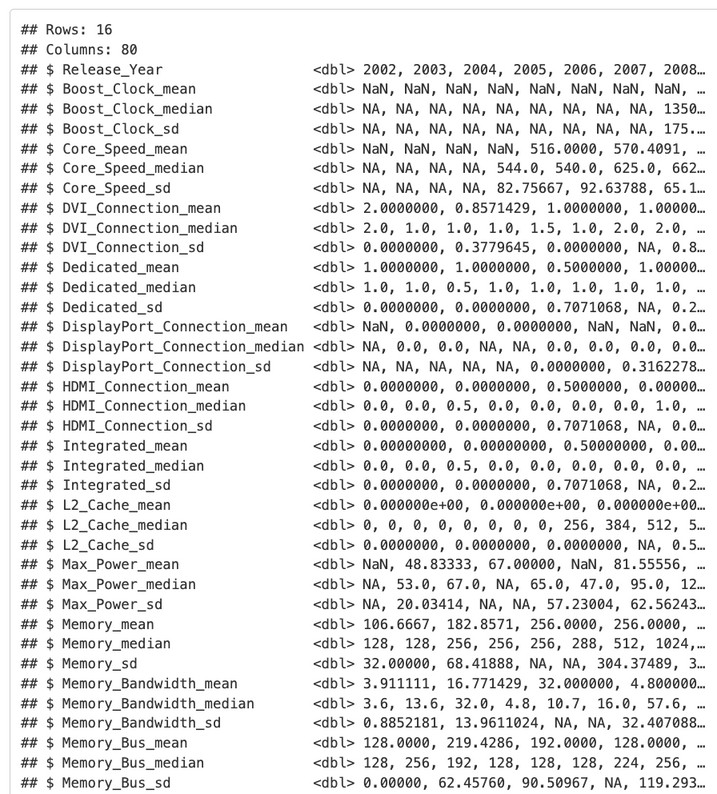 ## Rows: 16
## Columns: 80
## $ Release_Year                  <dbl> 2002, 2003, 2004, 2005, 2006, 2007, 2008…
## $ Boost_Clock_mean              <dbl> NaN, NaN, NaN, NaN, NaN, NaN, NaN, NaN, …
## $ Boost_Clock_median            <dbl> NA, NA, NA, NA, NA, NA, NA, NA, NA, 1350…
## $ Boost_Clock_sd                <dbl> NA, NA, NA, NA, NA, NA, NA, NA, NA, 175.…
## $ Core_Speed_mean               <dbl> NaN, NaN, NaN, NaN, 516.0000, 570.4091, …
## $ Core_Speed_median             <dbl> NA, NA, NA, NA, 544.0, 540.0, 625.0, 662…
## $ Core_Speed_sd                 <dbl> NA, NA, NA, NA, 82.75667, 92.63788, 65.1…
## $ DVI_Connection_mean           <dbl> 2.0000000, 0.8571429, 1.0000000, 1.00000…
## $ DVI_Connection_median         <dbl> 2.0, 1.0, 1.0, 1.0, 1.5, 1.0, 2.0, 2.0, …
## $ DVI_Connection_sd             <dbl> 0.0000000, 0.3779645, 0.0000000, NA, 0.8…
## $ Dedicated_mean                <dbl> 1.0000000, 1.0000000, 0.5000000, 1.00000…
## $ Dedicated_median              <dbl> 1.0, 1.0, 0.5, 1.0, 1.0, 1.0, 1.0, 1.0, …
## $ Dedicated_sd                  <dbl> 0.0000000, 0.0000000, 0.7071068, NA, 0.2…
## $ DisplayPort_Connection_mean   <dbl> NaN, 0.0000000, 0.0000000, NaN, NaN, 0.0…
## $ DisplayPort_Connection_median <dbl> NA, 0.0, 0.0, NA, NA, 0.0, 0.0, 0.0, 0.0…
## $ DisplayPort_Connection_sd     <dbl> NA, NA, NA, NA, NA, 0.0000000, 0.3162278…
## $ HDMI_Connection_mean          <dbl> 0.0000000, 0.0000000, 0.5000000, 0.00000…
## $ HDMI_Connection_median        <dbl> 0.0, 0.0, 0.5, 0.0, 0.0, 0.0, 0.0, 1.0, …
## $ HDMI_Connection_sd            <dbl> 0.0000000, 0.0000000, 0.7071068, NA, 0.0…
## $ Integrated_mean               <dbl> 0.00000000, 0.00000000, 0.50000000, 0.00…
## $ Integrated_median             <dbl> 0.0, 0.0, 0.5, 0.0, 0.0, 0.0, 0.0, 0.0, …
## $ Integrated_sd                 <dbl> 0.0000000, 0.0000000, 0.7071068, NA, 0.2…
## $ L2_Cache_mean                 <dbl> 0.000000e+00, 0.000000e+00, 0.000000e+00…
## $ L2_Cache_median               <dbl> 0, 0, 0, 0, 0, 0, 0, 0, 256, 384, 512, 5…
## $ L2_Cache_sd                   <dbl> 0.0000000, 0.0000000, 0.0000000, NA, 0.5…
## $ Max_Power_mean                <dbl> NaN, 48.83333, 67.00000, NaN, 81.55556, …
## $ Max_Power_median              <dbl> NA, 53.0, 67.0, NA, 65.0, 47.0, 95.0, 12…
## $ Max_Power_sd                  <dbl> NA, 20.03414, NA, NA, 57.23004, 62.56243…
## $ Memory_mean                   <dbl> 106.6667, 182.8571, 256.0000, 256.0000, …
## $ Memory_median                 <dbl> 128, 128, 256, 256, 256, 288, 512, 1024,…
## $ Memory_sd                     <dbl> 32.00000, 68.41888, NA, NA, 304.37489, 3…
## $ Memory_Bandwidth_mean         <dbl> 3.911111, 16.771429, 32.000000, 4.800000…
## $ Memory_Bandwidth_median       <dbl> 3.6, 13.6, 32.0, 4.8, 10.7, 16.0, 57.6, …
## $ Memory_Bandwidth_sd           <dbl> 0.8852181, 13.9611024, NA, NA, 32.407088…
## $ Memory_Bus_mean               <dbl> 128.0000, 219.4286, 192.0000, 128.0000, …
## $ Memory_Bus_median             <dbl> 128, 256, 192, 128, 128, 128, 224, 256, …
## $ Memory_Bus_sd                 <dbl> 0.00000, 62.45760, 90.50967, NA, 119.293…